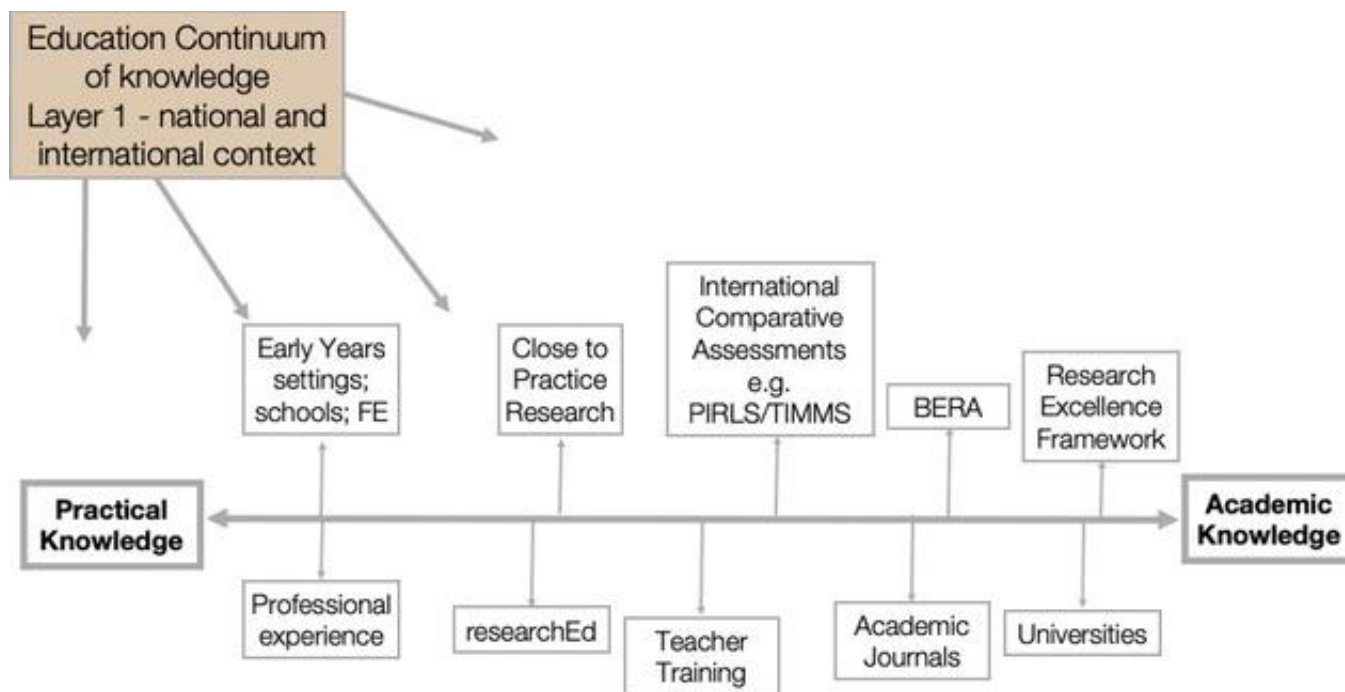 Education Continuum
of knowledge
Layer 1 - national and
international context
Early Years
settings;
schools; FE
Close to
Practice
Research
International
Comparative
Assessments
e.g.
PIRLS/TIMMS
BERA
Research
Excellence
Framework
Practical
Knowledge
Academic
Knowledge
Professional
experience
researchEd
Teacher
Training
Academic
Journals
Universities